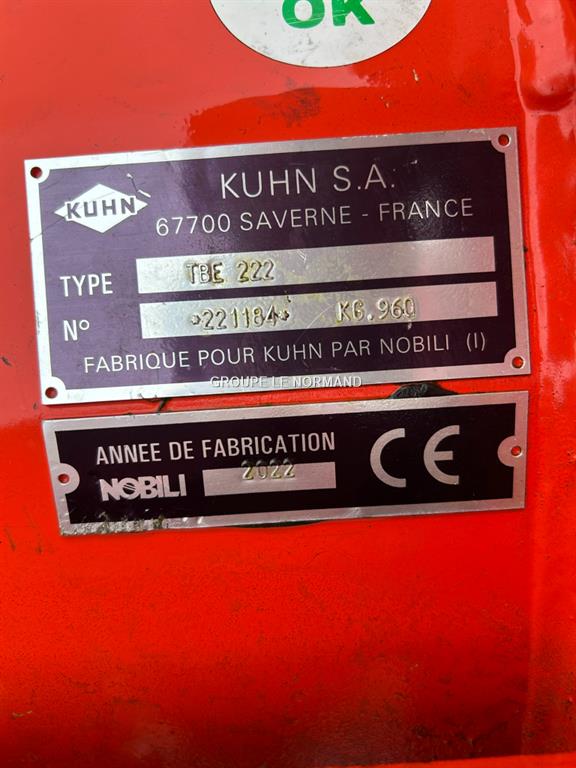 OK
KUHN
KUHN S.A.
67700 SAVERNE - FRANCE
TYPE TBE 222
N° *221184* KG.960
FABRIQUE POUR KUHN PAR NOBILI (I)
GROUPE LE NORMAND
ANNEE DE FABRICATION
NOBILI 2022
CE